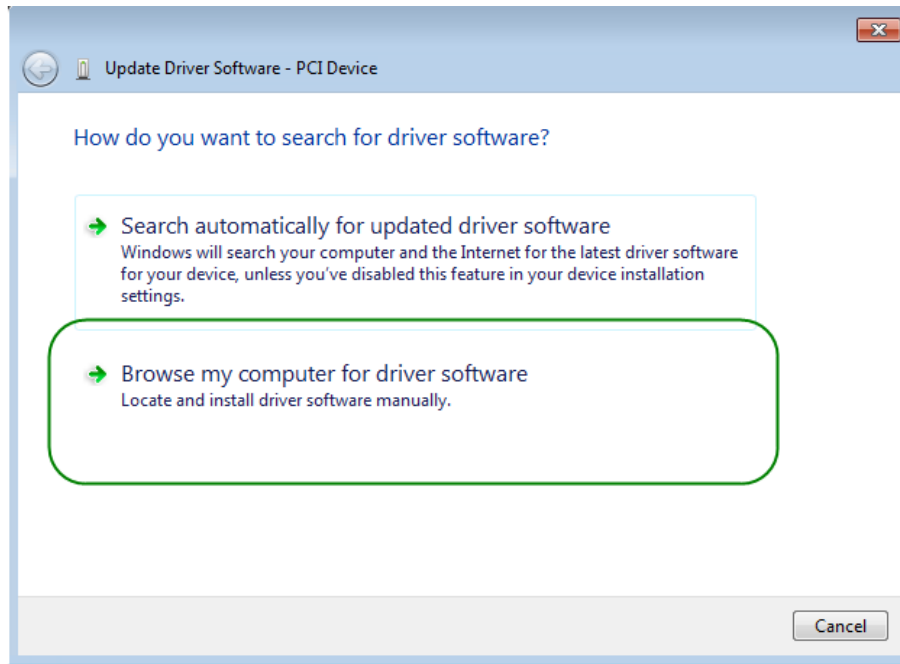 Update Driver Software - PCI Device
How do you want to search for driver software?
Search automatically for updated driver software
Windows will search your computer and the Internet for the latest driver software
for your device, unless you've disabled this feature in your device installation
settings.
Browse my computer for driver software
Locate and install driver software manually.
Cancel